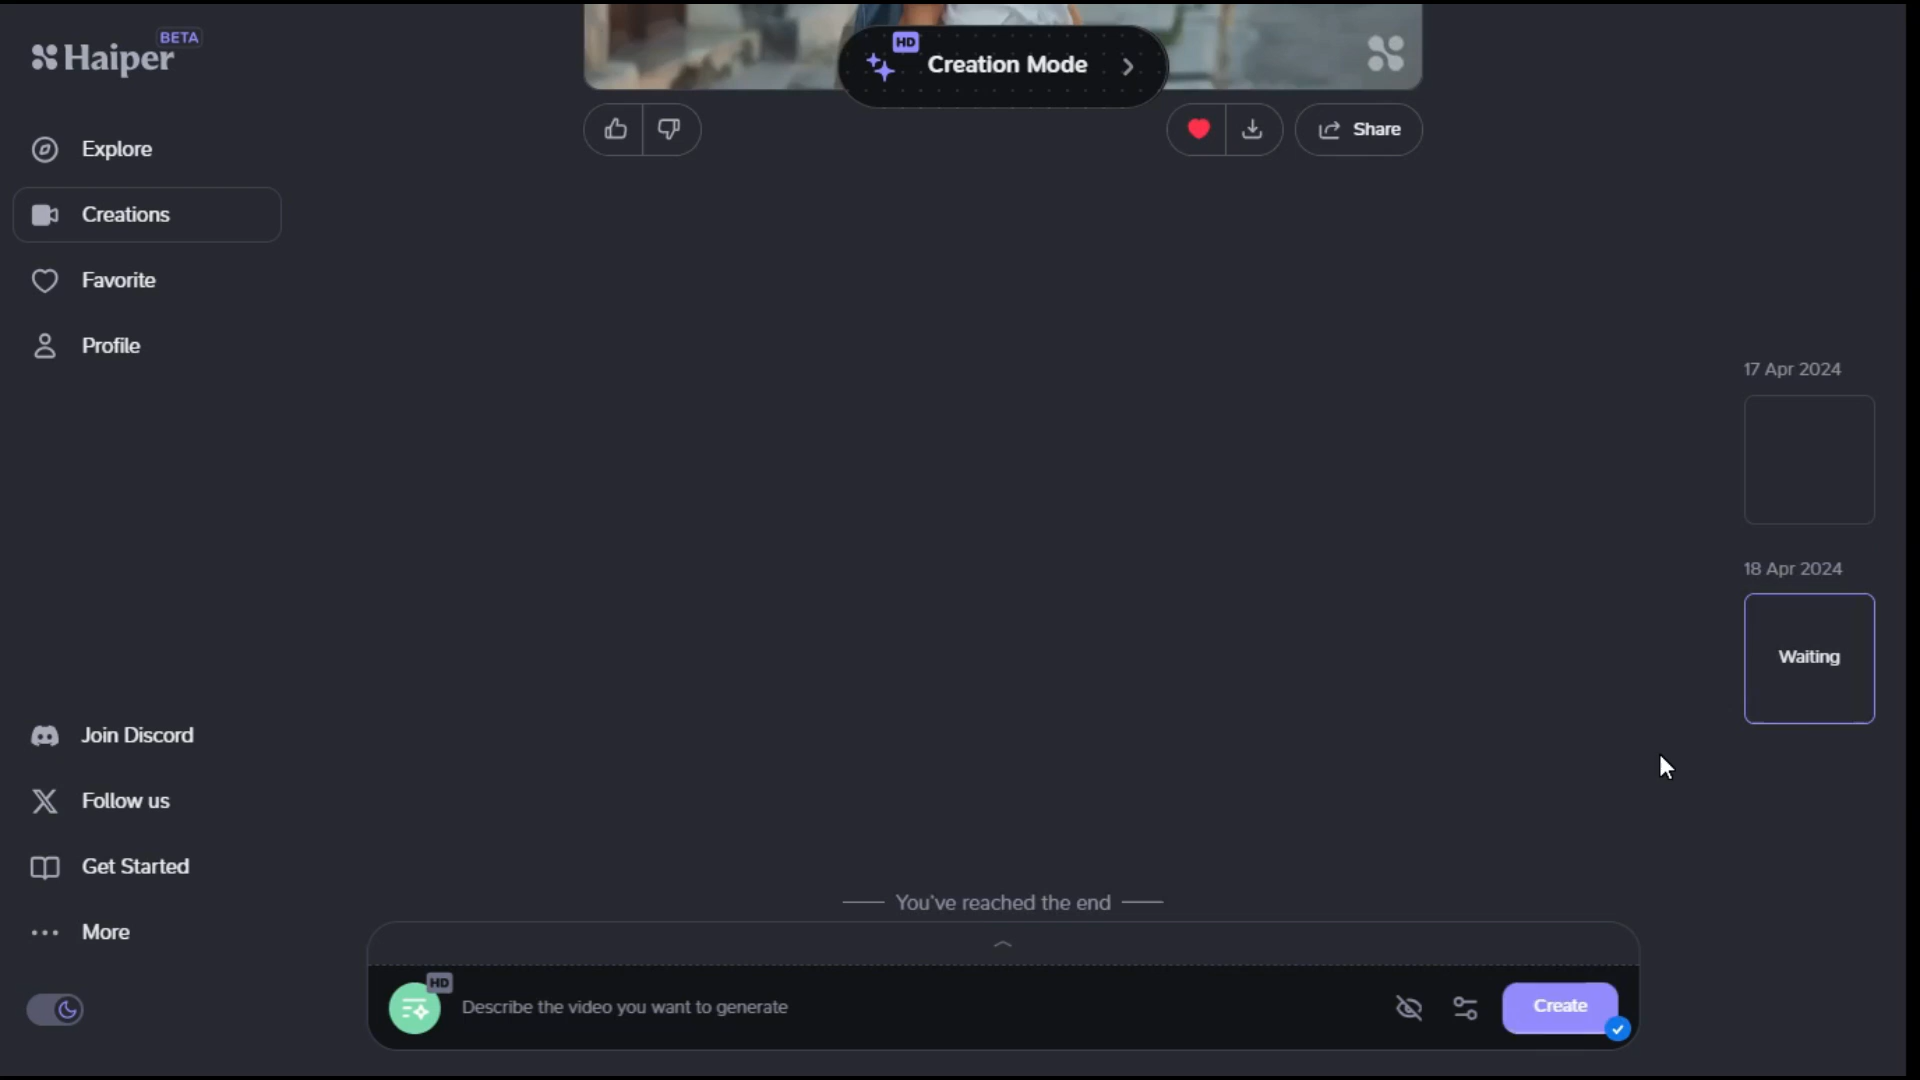 Haiper BETA
HD
Creation Mode
Share
Explore
Creations
Favorite
Profile
17 Apr 2024
18 Apr 2024
Waiting
Join Discord
Follow us
Get Started
More
You've reached the end
HD
Describe the video you want to generate
Create